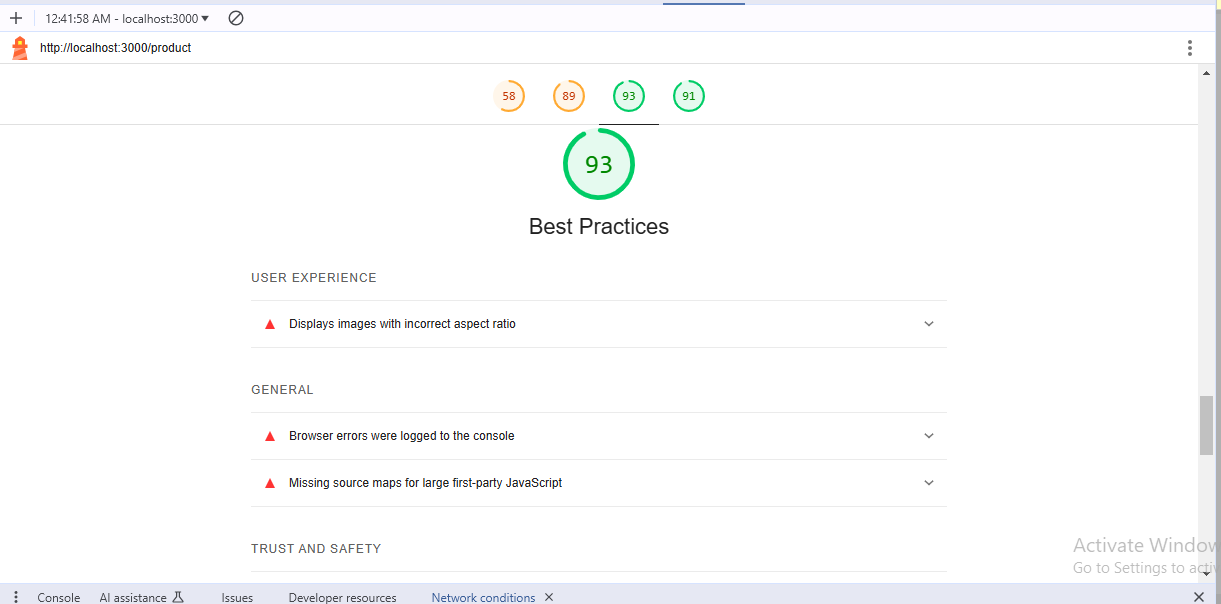 12:41:58 AM - localhost:3000
http://localhost:3000/product
58 89 93 91
93
Best Practices
USER EXPERIENCE
Displays images with incorrect aspect ratio
GENERAL
Browser errors were logged to the console
Missing source maps for large first-party JavaScript
TRUST AND SAFETY
Activate Window
Go to Settings to activ
Console AI assistance Issues Developer resources Network conditions